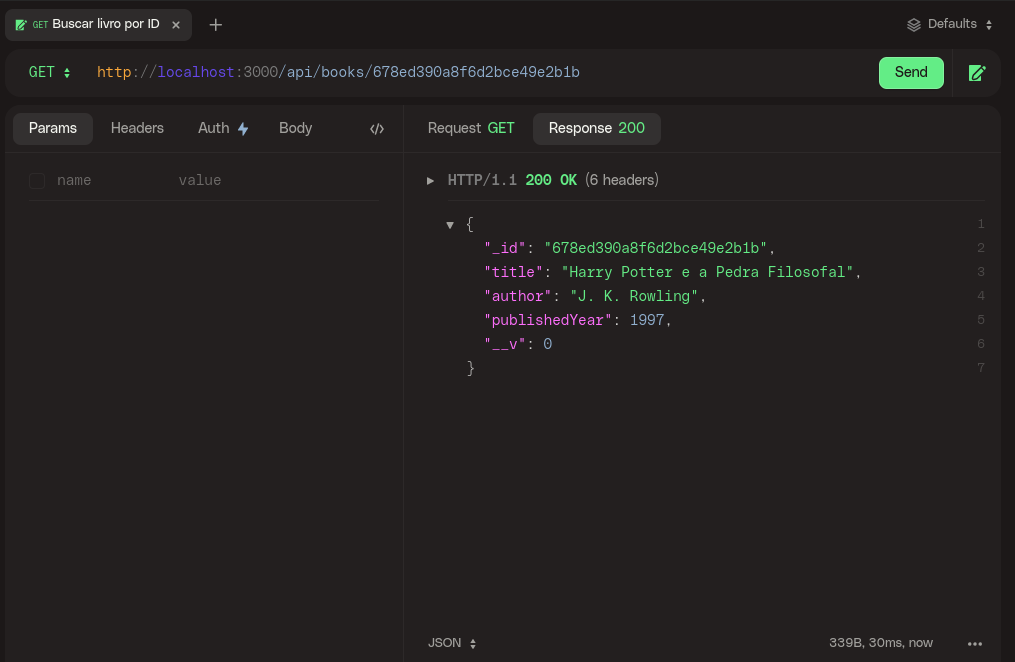 GET Buscar livro por ID
Defaults
GET http://localhost:3000/api/books/678ed390a8f6d2bce49e2b1b Send
Params Headers Auth Body </> Request GET Response 200
name value
HTTP/1.1 200 OK (6 headers)
{ 1
"_id": "678ed390a8f6d2bce49e2b1b", 2
"title": "Harry Potter e a Pedra Filosofal", 3
"author": "J. K. Rowling", 4
"publishedYear": 1997, 5
"__v": 0 6
} 7
JSON 339B, 30ms, now